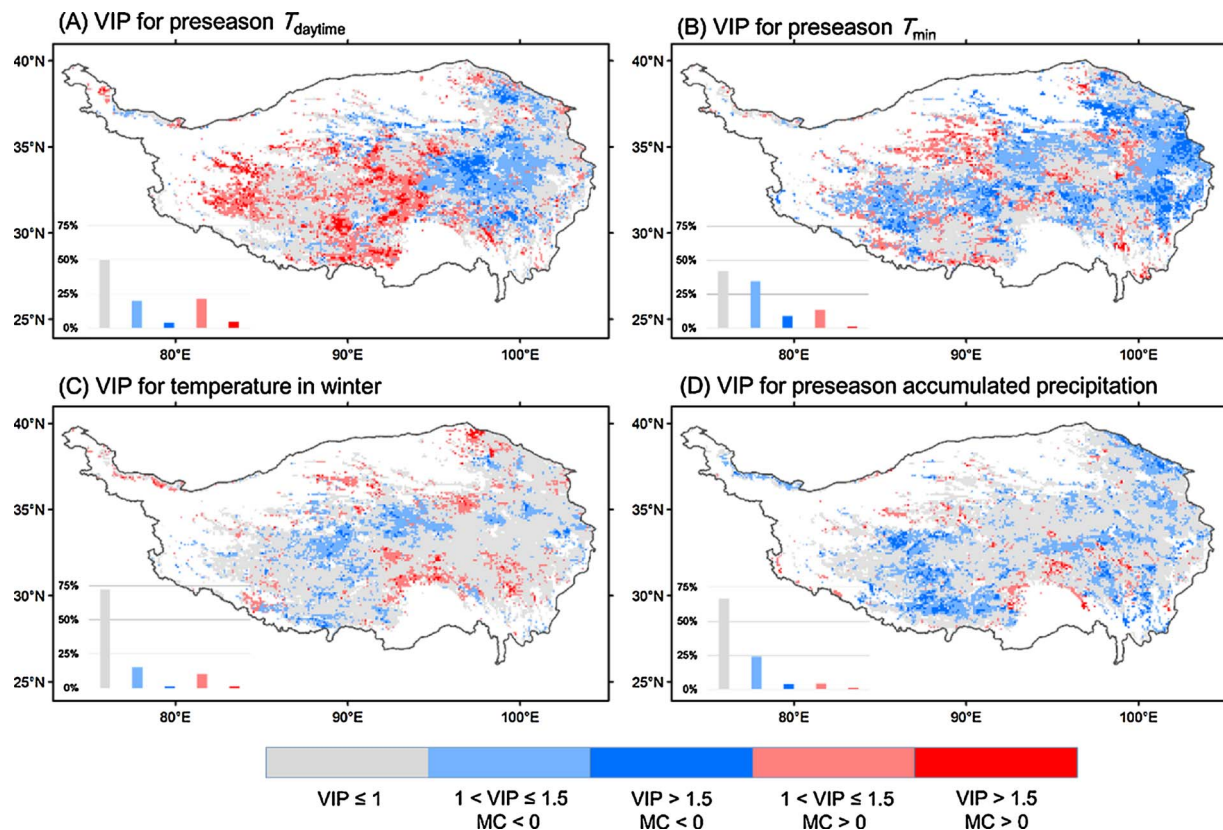 (A) VIP for preseason Tdaytime
40°N
35°N
30°N
25°N
75%
50%
25%
0%
80°E
90°E
100°E
(B) VIP for preseason Tmin
40°N
35°N
30°N
25°N
75%
50%
25%
0%
80°E
90°E
100°E
(C) VIP for temperature in winter
40°N
35°N
30°N
25°N
75%
50%
25%
0%
80°E
90°E
100°E
(D) VIP for preseason accumulated precipitation
40°N
35°N
30°N
25°N
75%
50%
25%
0%
80°E
90°E
100°E
VIP ≤ 1
1 < VIP ≤ 1.5
MC < 0
VIP > 1.5
MC < 0
1 < VIP ≤ 1.5
MC > 0
VIP > 1.5
MC > 0